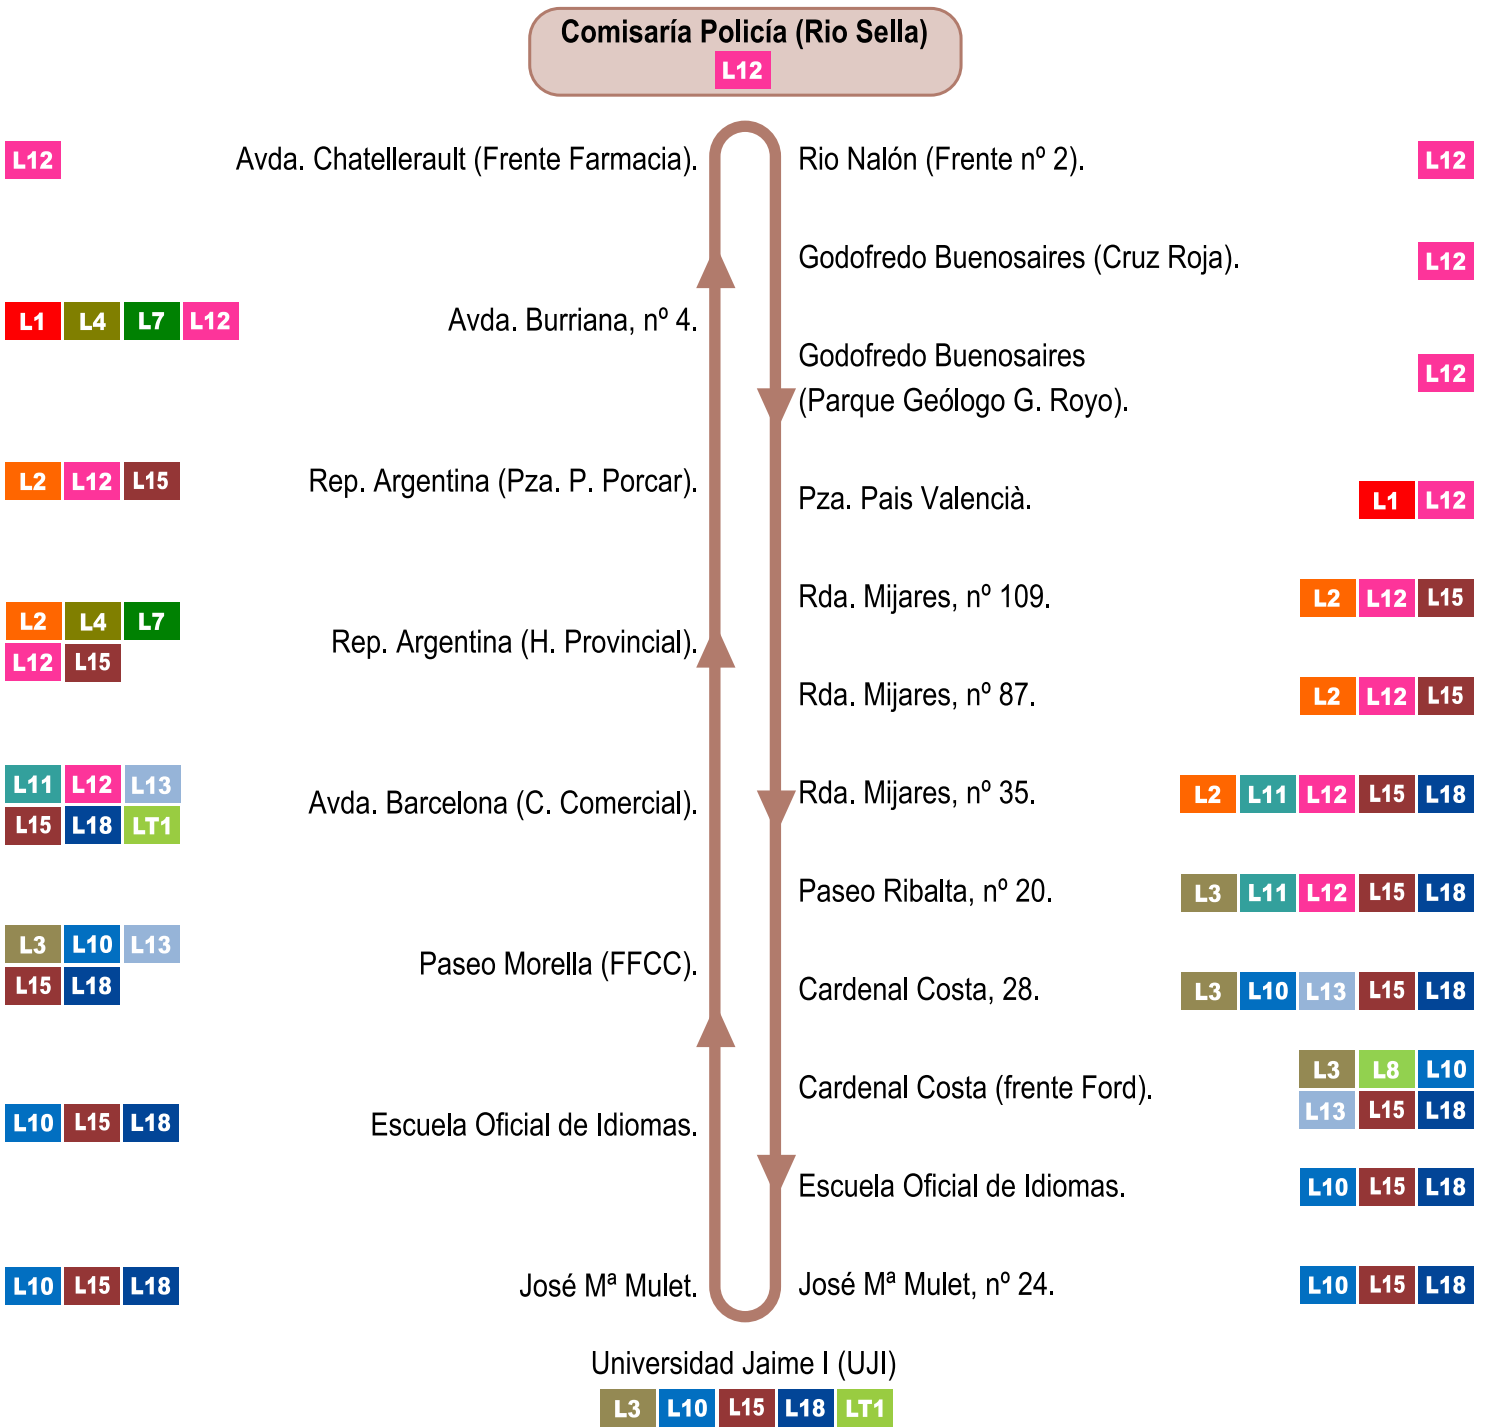 Comisaría Policía (Rio Sella)
L12
L12 Avda. Chatellerault (Frente Farmacia).
L1 L4 L7 L12 Avda. Burriana, nº 4.
L2 L12 L15 Rep. Argentina (Pza. P. Porcar).
L2 L4 L7
L12 L15
Rep. Argentina (H. Provincial).
L11 L12 L13
L15 L18 LT1
Avda. Barcelona (C. Comercial).
L3 L10 L13
L15 L18
Paseo Morella (FFCC).
L10 L15 L18 Escuela Oficial de Idiomas.
L10 L15 L18 José Mª Mulet.
Rio Nalón (Frente nº 2). L12
Godofredo Buenosaires (Cruz Roja). L12
Godofredo Buenosaires
(Parque Geólogo G. Royo).
L12
Pza. Pais Valencià. L1 L12
Rda. Mijares, nº 109. L2 L12 L15
Rda. Mijares, nº 87. L2 L12 L15
Rda. Mijares, nº 35. L2 L11 L12 L15 L18
Paseo Ribalta, nº 20. L3 L11 L12 L15 L18
Cardenal Costa, 28. L3 L10 L13 L15 L18
Cardenal Costa (frente Ford).
L3 L8 L10
L13 L15 L18
Escuela Oficial de Idiomas. L10 L15 L18
José Mª Mulet, nº 24. L10 L15 L18
Universidad Jaime I (UJI)
L3 L10 L15 L18 LT1